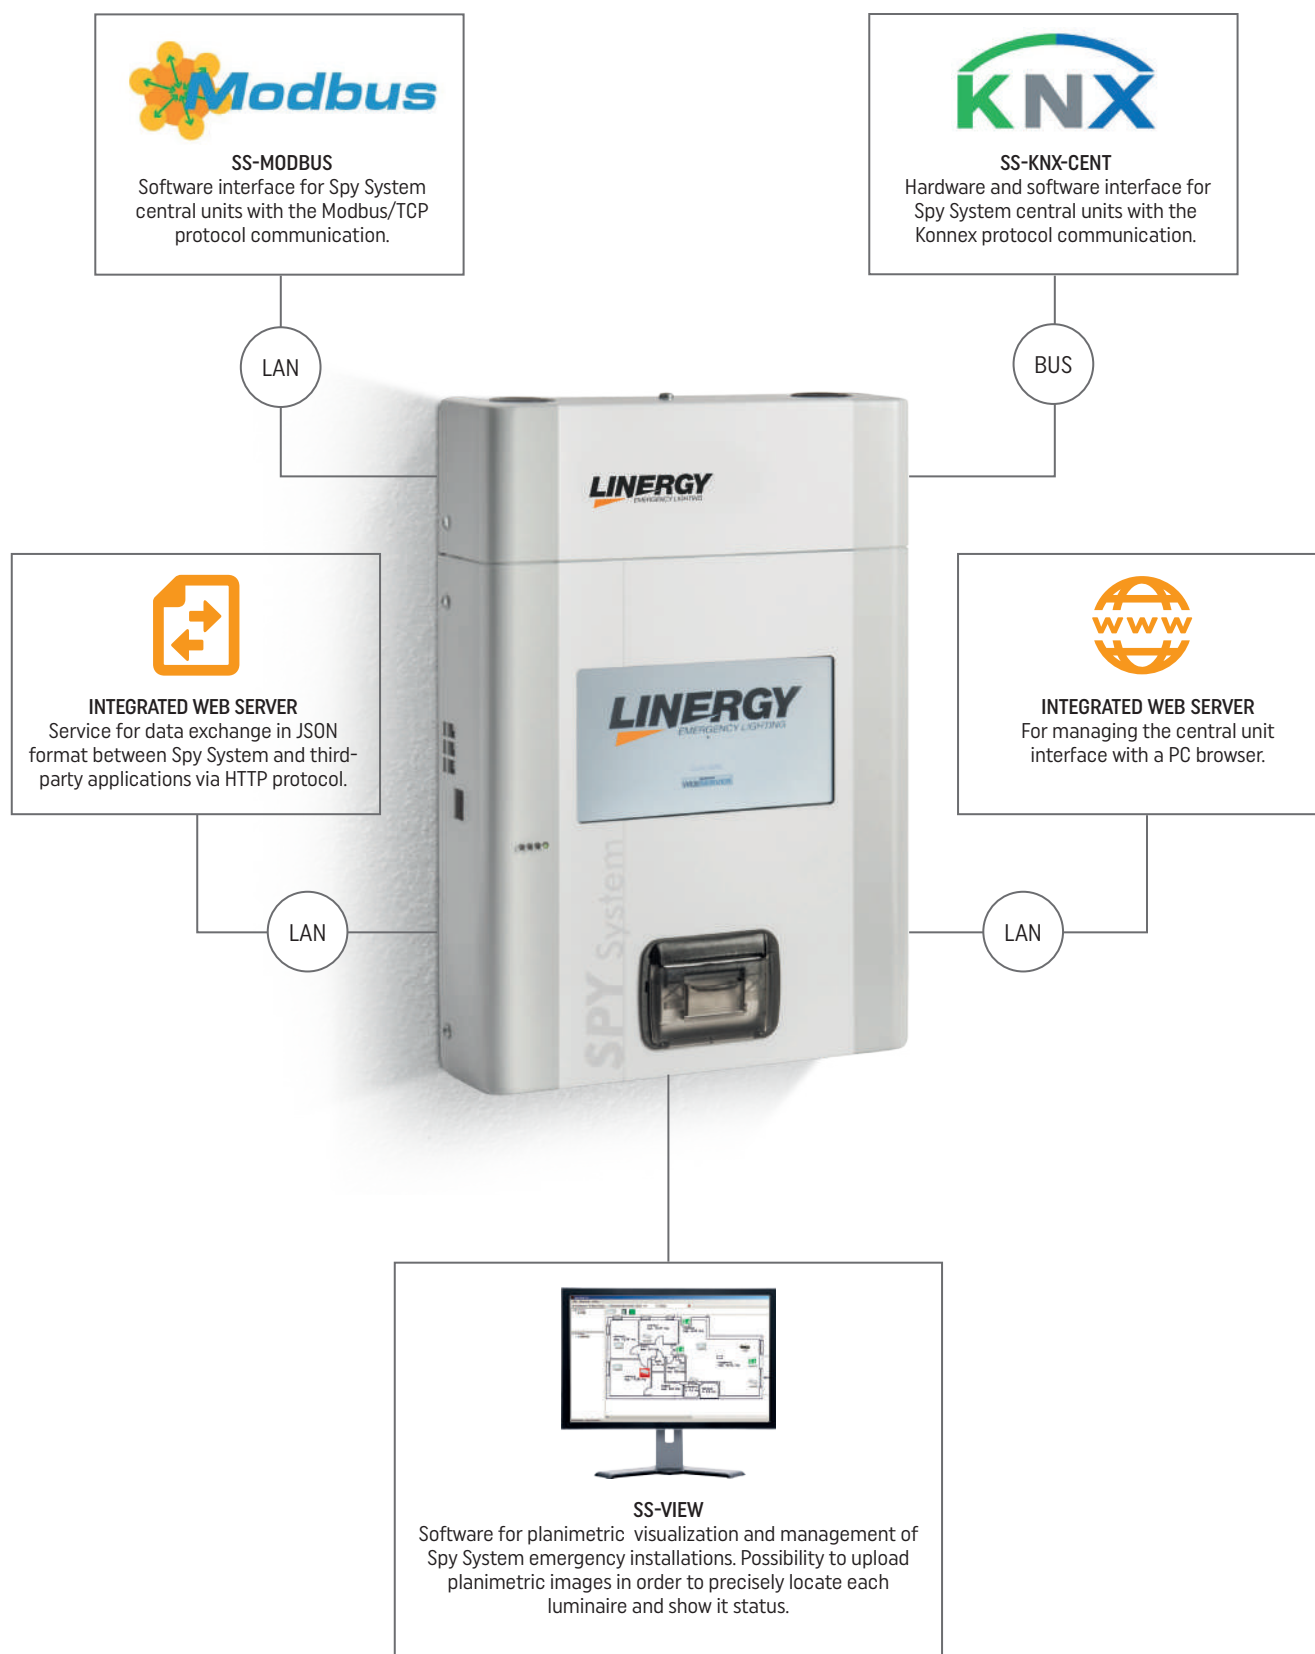 Modbus
SS-MODBUS
Software interface for Spy System
central units with the Modbus/TCP
protocol communication.
KNX
SS-KNX-CENT
Hardware and software interface for
Spy System central units with the
Konnex protocol communication.
LAN
BUS
LINERGY
EMERGENCY LIGHTING
INTEGRATED WEB SERVER
Service for data exchange in JSON
format between Spy System and third-
party applications via HTTP protocol.
WWW
INTEGRATED WEB SERVER
For managing the central unit
interface with a PC browser.
LINERGY
EMERGENCY LIGHTING
WEBSERVER
SPY System
LAN
LAN
SS-VIEW
Software for planimetric visualization and management of
Spy System emergency installations. Possibility to upload
planimetric images in order to precisely locate each
luminaire and show it status.